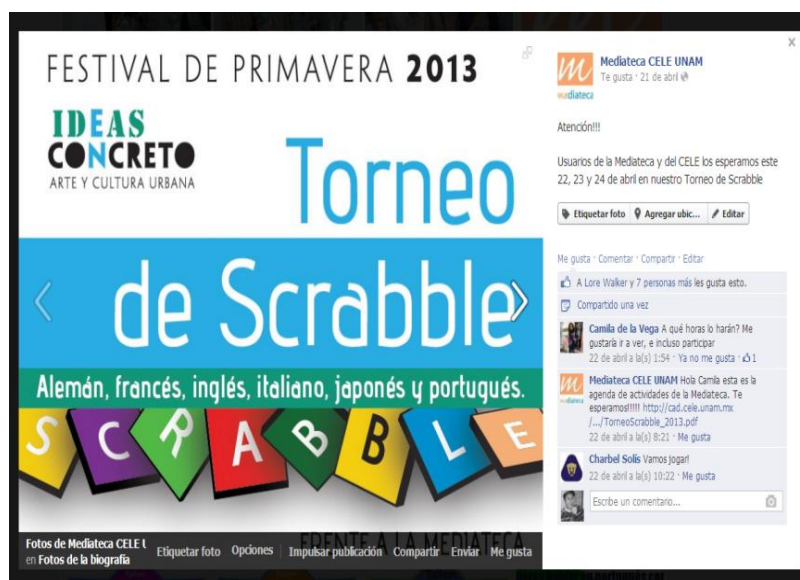 FESTIVAL DE PRIMAVERA 2013
IDEAS
CONCRETO
ARTE Y CULTURA URBANA
Torneo
de Scrabble
Alemán, francés, inglés, italiano, japonés y portugués.
SCRABBLE
FRENTE A LA MEDIATECA
Fotos de Mediateca CELE U
en Fotos de la biografía
Etiquetar foto Opciones Impulsar publicación Compartir Enviar Me gusta
x
mediateca
Mediateca CELE UNAM
Te gusta · 21 de abril
Atención!!!
Usuarios de la Mediateca y del CELE los esperamos este
22, 23 y 24 de abril en nuestro Torneo de Scrabble
Etiquetar foto Agregar ubic... Editar
Me gusta · Comentar · Compartir · Editar
A Lore Walker y 7 personas más les gusta esto.
Compartido una vez
Camila de la Vega A qué horas lo harán? Me
gustaría ir a ver, e incluso participar
22 de abril a la(s) 1:54 · Ya no me gusta · 1
Mediateca CELE UNAM Hola Camila esta es la
agenda de actividades de la Mediateca. Te
esperamos!!!!! http://cad.cele.unam.mx
/.../TorneoScrabble_2013.pdf
22 de abril a la(s) 8:21 · Me gusta
Charbel Solis Vamos jogar!
22 de abril a la(s) 10:22 · Me gusta
Escribe un comentario...